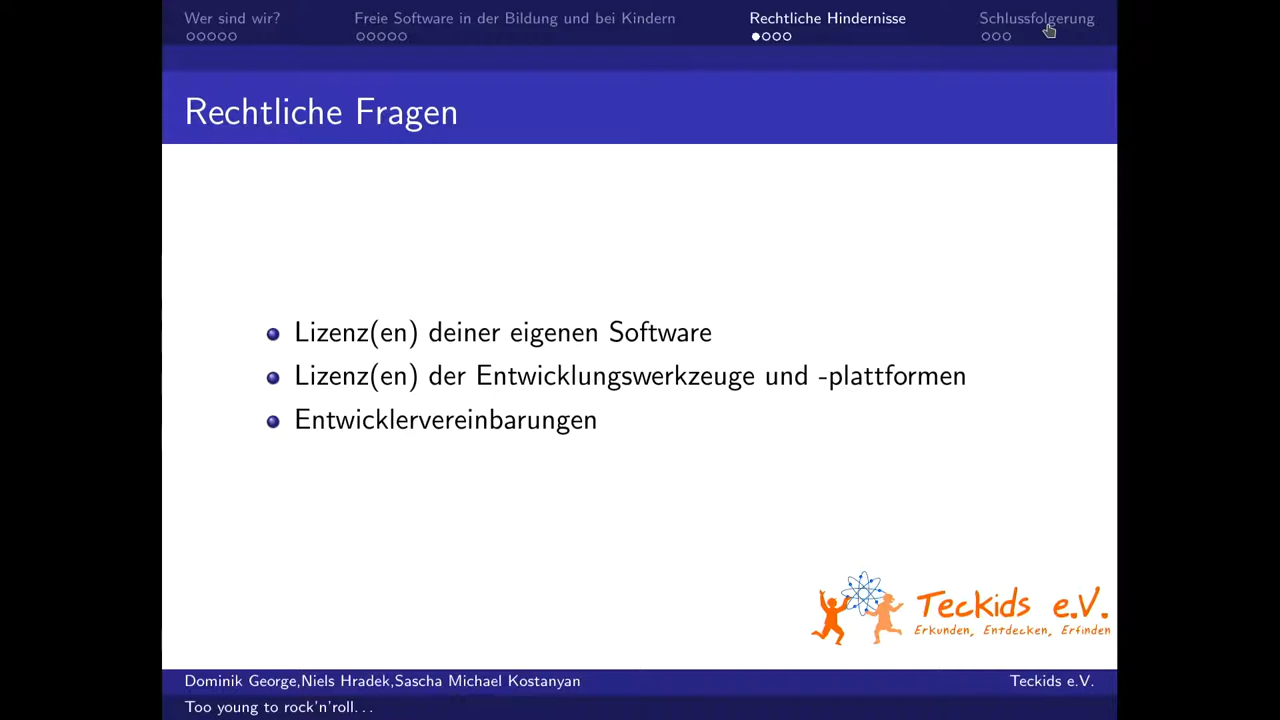 Wer sind wir?
Freie Software in der Bildung und bei Kindern
Rechtliche Hindernisse
Schlussfolgerung
Rechtliche Fragen
Lizenz(en) deiner eigenen Software
Lizenz(en) der Entwicklungswerkzeuge und -plattformen
Entwicklervereinbarungen
Teckids e.V.
Erkunden, Entdecken, Erfinden
Dominik George,Niels Hradek,Sascha Michael Kostanyan
Teckids e.V.
Too young to rock'n'roll...